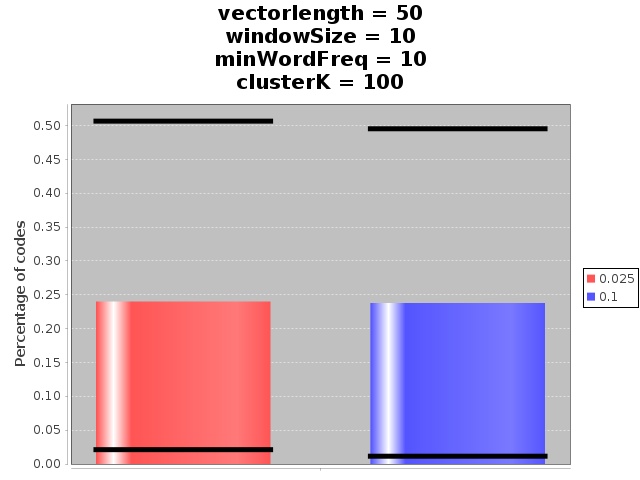 vectorlength = 50
windowSize = 10
minWordFreq = 10
clusterK = 100
Percentage of codes
0.50
0.45
0.40
0.35
0.30
0.25
0.20
0.15
0.10
0.05
0.00
0.025
0.1